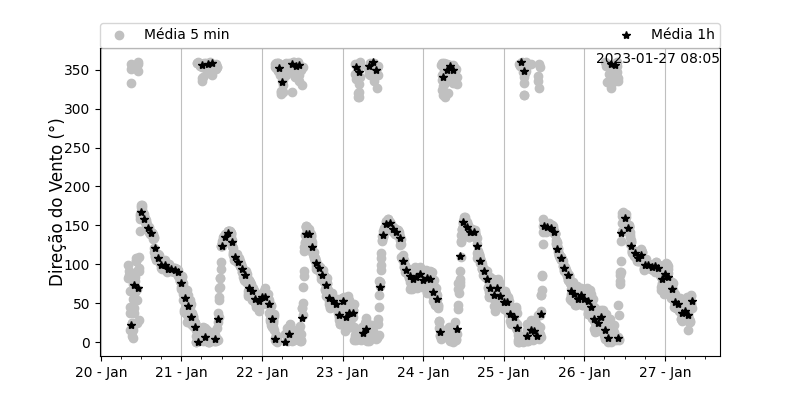 Média 5 min
Média 1h
2023-01-27 08:05
Direção do Vento (°)
350
300
250
200
150
100
50
0
20 - Jan
21 - Jan
22 - Jan
23 - Jan
24 - Jan
25 - Jan
26 - Jan
27 - Jan